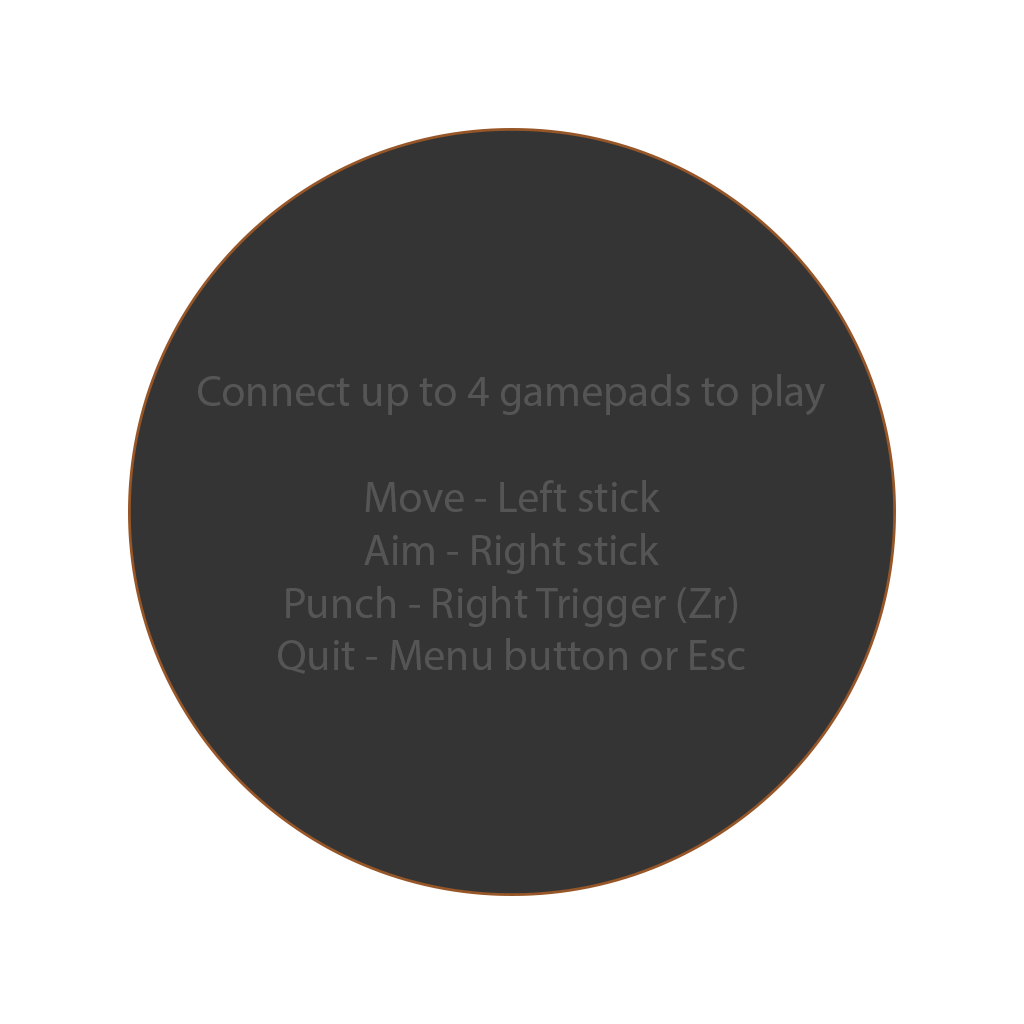 Connect up to 4 gamepads to play
Move - Left stick
Aim - Right stick
Punch - Right Trigger (Zr)
Quit - Menu button or Esc